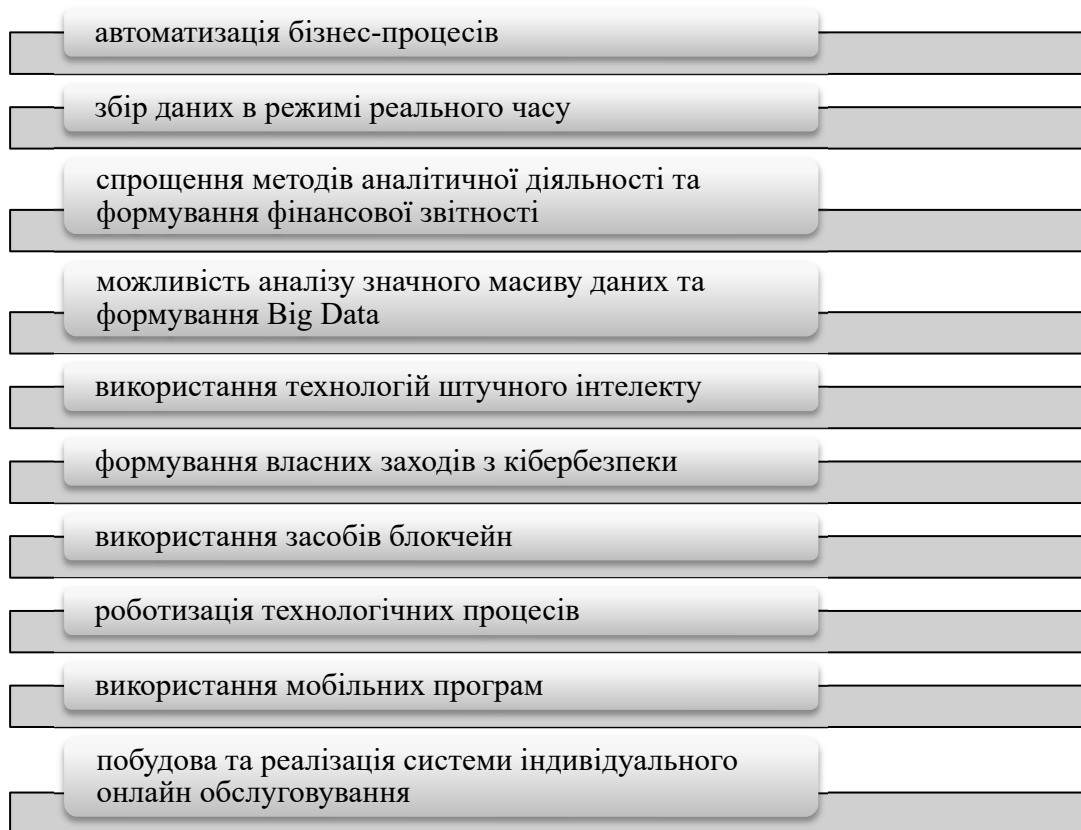 автоматизація бізнес-процесів
збір даних в режимі реального часу
спрощення методів аналітичної діяльності та
формування фінансової звітності
можливість аналізу значного масиву даних та
формування Big Data
використання технологій штучного інтелекту
формування власних заходів з кібербезпеки
використання засобів блокчейн
роботизація технологічних процесів
використання мобільних програм
побудова та реалізація системи індивідуального
онлайн обслуговування